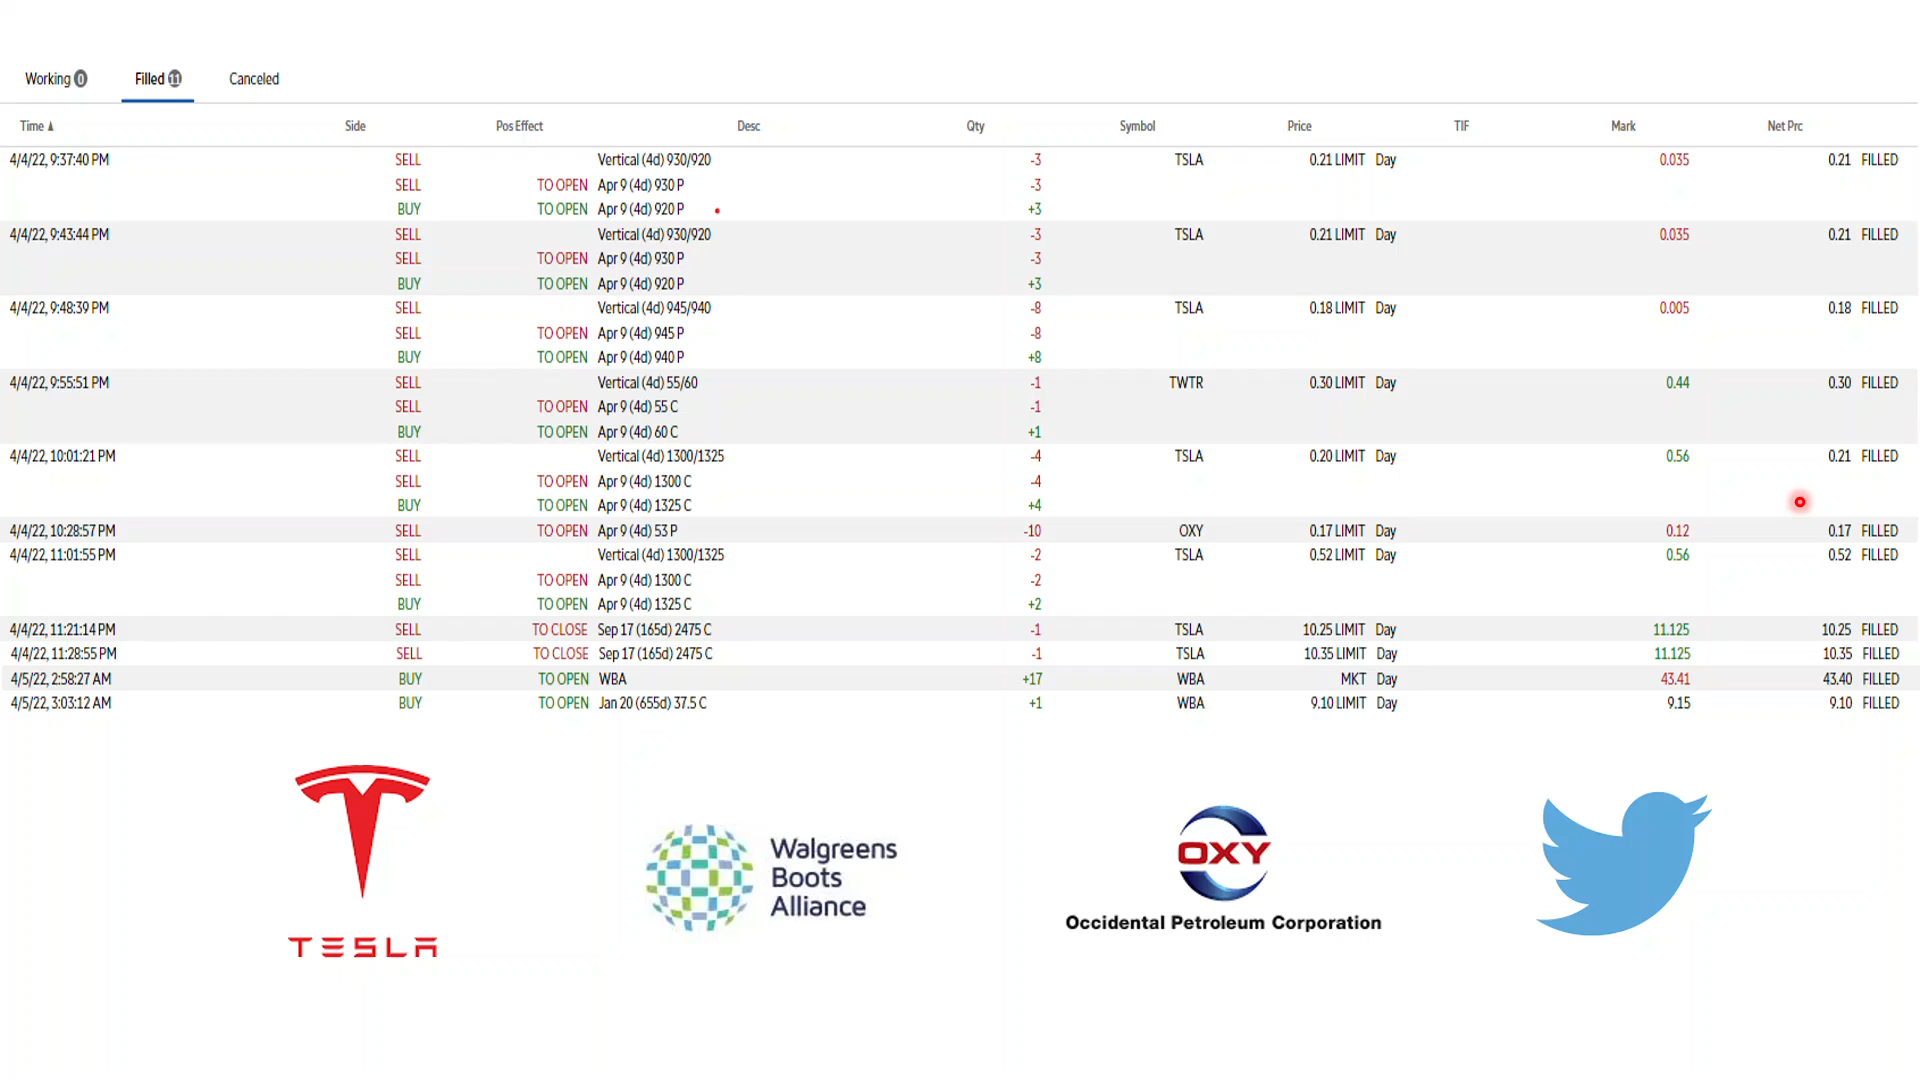 Working 0 Filled 11 Canceled
Time ▲ Side Pos Effect Desc Qty Symbol Price TIF Mark Net Prc
4/4/22, 9:37:40 PM SELL Vertical (4d) 930/920 -3 TSLA 0.21 LIMIT Day 0.035 0.21 FILLED
SELL TO OPEN Apr 9 (4d) 930 P -3
BUY TO OPEN Apr 9 (4d) 920 P +3
4/4/22, 9:43:44 PM SELL Vertical (4d) 930/920 -3 TSLA 0.21 LIMIT Day 0.035 0.21 FILLED
SELL TO OPEN Apr 9 (4d) 930 P -3
BUY TO OPEN Apr 9 (4d) 920 P +3
4/4/22, 9:48:39 PM SELL Vertical (4d) 945/940 -8 TSLA 0.18 LIMIT Day 0.005 0.18 FILLED
SELL TO OPEN Apr 9 (4d) 945 P -8
BUY TO OPEN Apr 9 (4d) 940 P +8
4/4/22, 9:55:51 PM SELL Vertical (4d) 55/60 -1 TWTR 0.30 LIMIT Day 0.44 0.30 FILLED
SELL TO OPEN Apr 9 (4d) 55 C -1
BUY TO OPEN Apr 9 (4d) 60 C +1
4/4/22, 10:01:21 PM SELL Vertical (4d) 1300/1325 -4 TSLA 0.20 LIMIT Day 0.56 0.21 FILLED
SELL TO OPEN Apr 9 (4d) 1300 C -4
BUY TO OPEN Apr 9 (4d) 1325 C +4
4/4/22, 10:28:57 PM SELL TO OPEN Apr 9 (4d) 53 P -10 OXY 0.17 LIMIT Day 0.12 0.17 FILLED
4/4/22, 11:01:55 PM SELL Vertical (4d) 1300/1325 -2 TSLA 0.52 LIMIT Day 0.56 0.52 FILLED
SELL TO OPEN Apr 9 (4d) 1300 C -2
BUY TO OPEN Apr 9 (4d) 1325 C +2
4/4/22, 11:21:14 PM SELL TO CLOSE Sep 17 (165d) 2475 C -1 TSLA 10.25 LIMIT Day 11.125 10.25 FILLED
4/4/22, 11:28:55 PM SELL TO CLOSE Sep 17 (165d) 2475 C -1 TSLA 10.35 LIMIT Day 11.125 10.35 FILLED
4/5/22, 2:58:27 AM BUY TO OPEN WBA +17 WBA MKT Day 43.41 43.40 FILLED
4/5/22, 3:03:12 AM BUY TO OPEN Jan 20 (655d) 37.5 C +1 WBA 9.10 LIMIT Day 9.15 9.10 FILLED
TESLA
Walgreens
Boots
Alliance
OXY
Occidental Petroleum Corporation